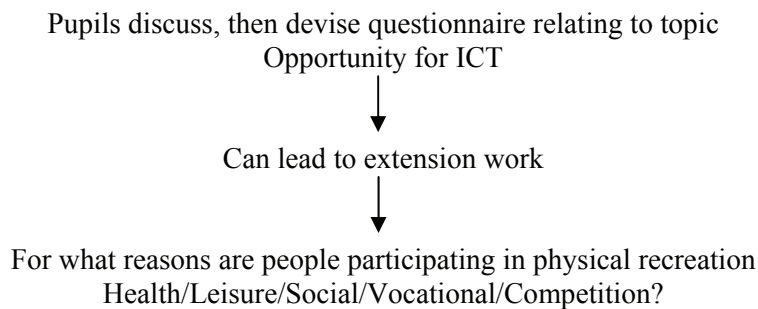 Pupils discuss, then devise questionnaire relating to topic
Opportunity for ICT
Can lead to extension work
For what reasons are people participating in physical recreation
Health/Leisure/Social/Vocational/Competition?